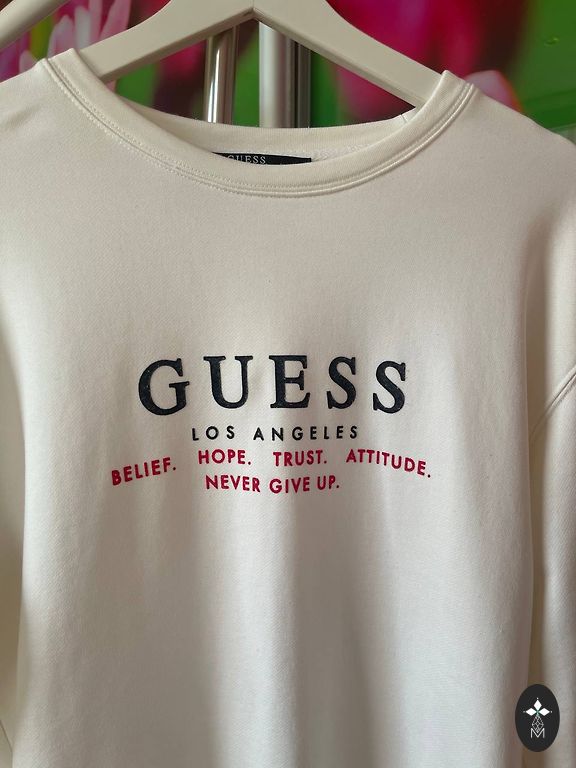 GUESS
GUESS
LOS ANGELES
BELIEF. HOPE. TRUST. ATTITUDE.
NEVER GIVE UP.
M